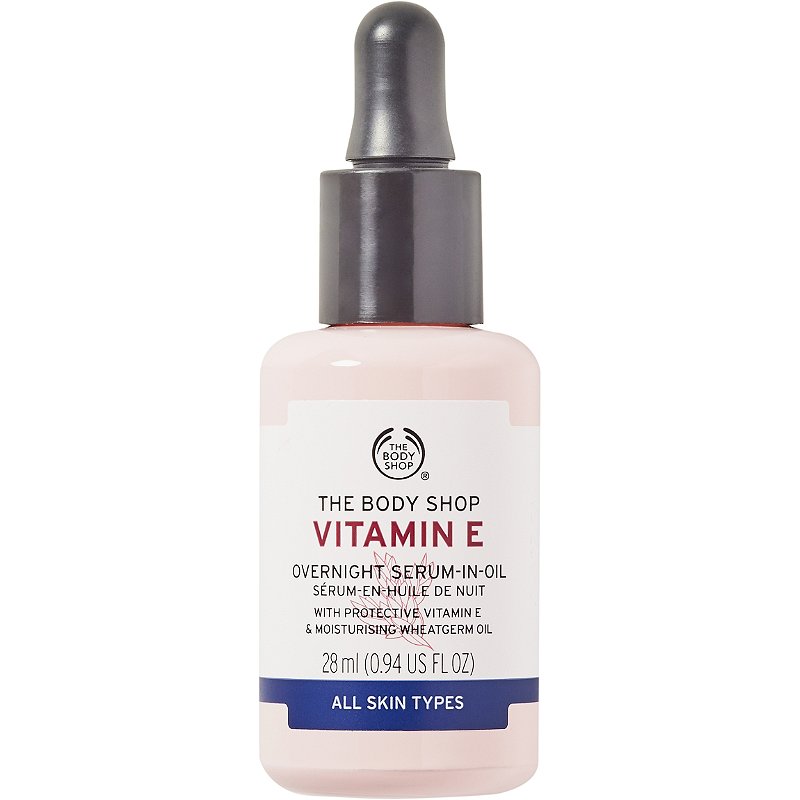 THE
BODY
SHOP
®
THE BODY SHOP
VITAMIN E
OVERNIGHT SERUM-IN-OIL
SÉRUM-EN-HUILE DE NUIT
WITH PROTECTIVE VITAMIN E
& MOISTURISING WHEATGERM OIL
28 ml (0.94 US FL OZ)
ALL SKIN TYPES